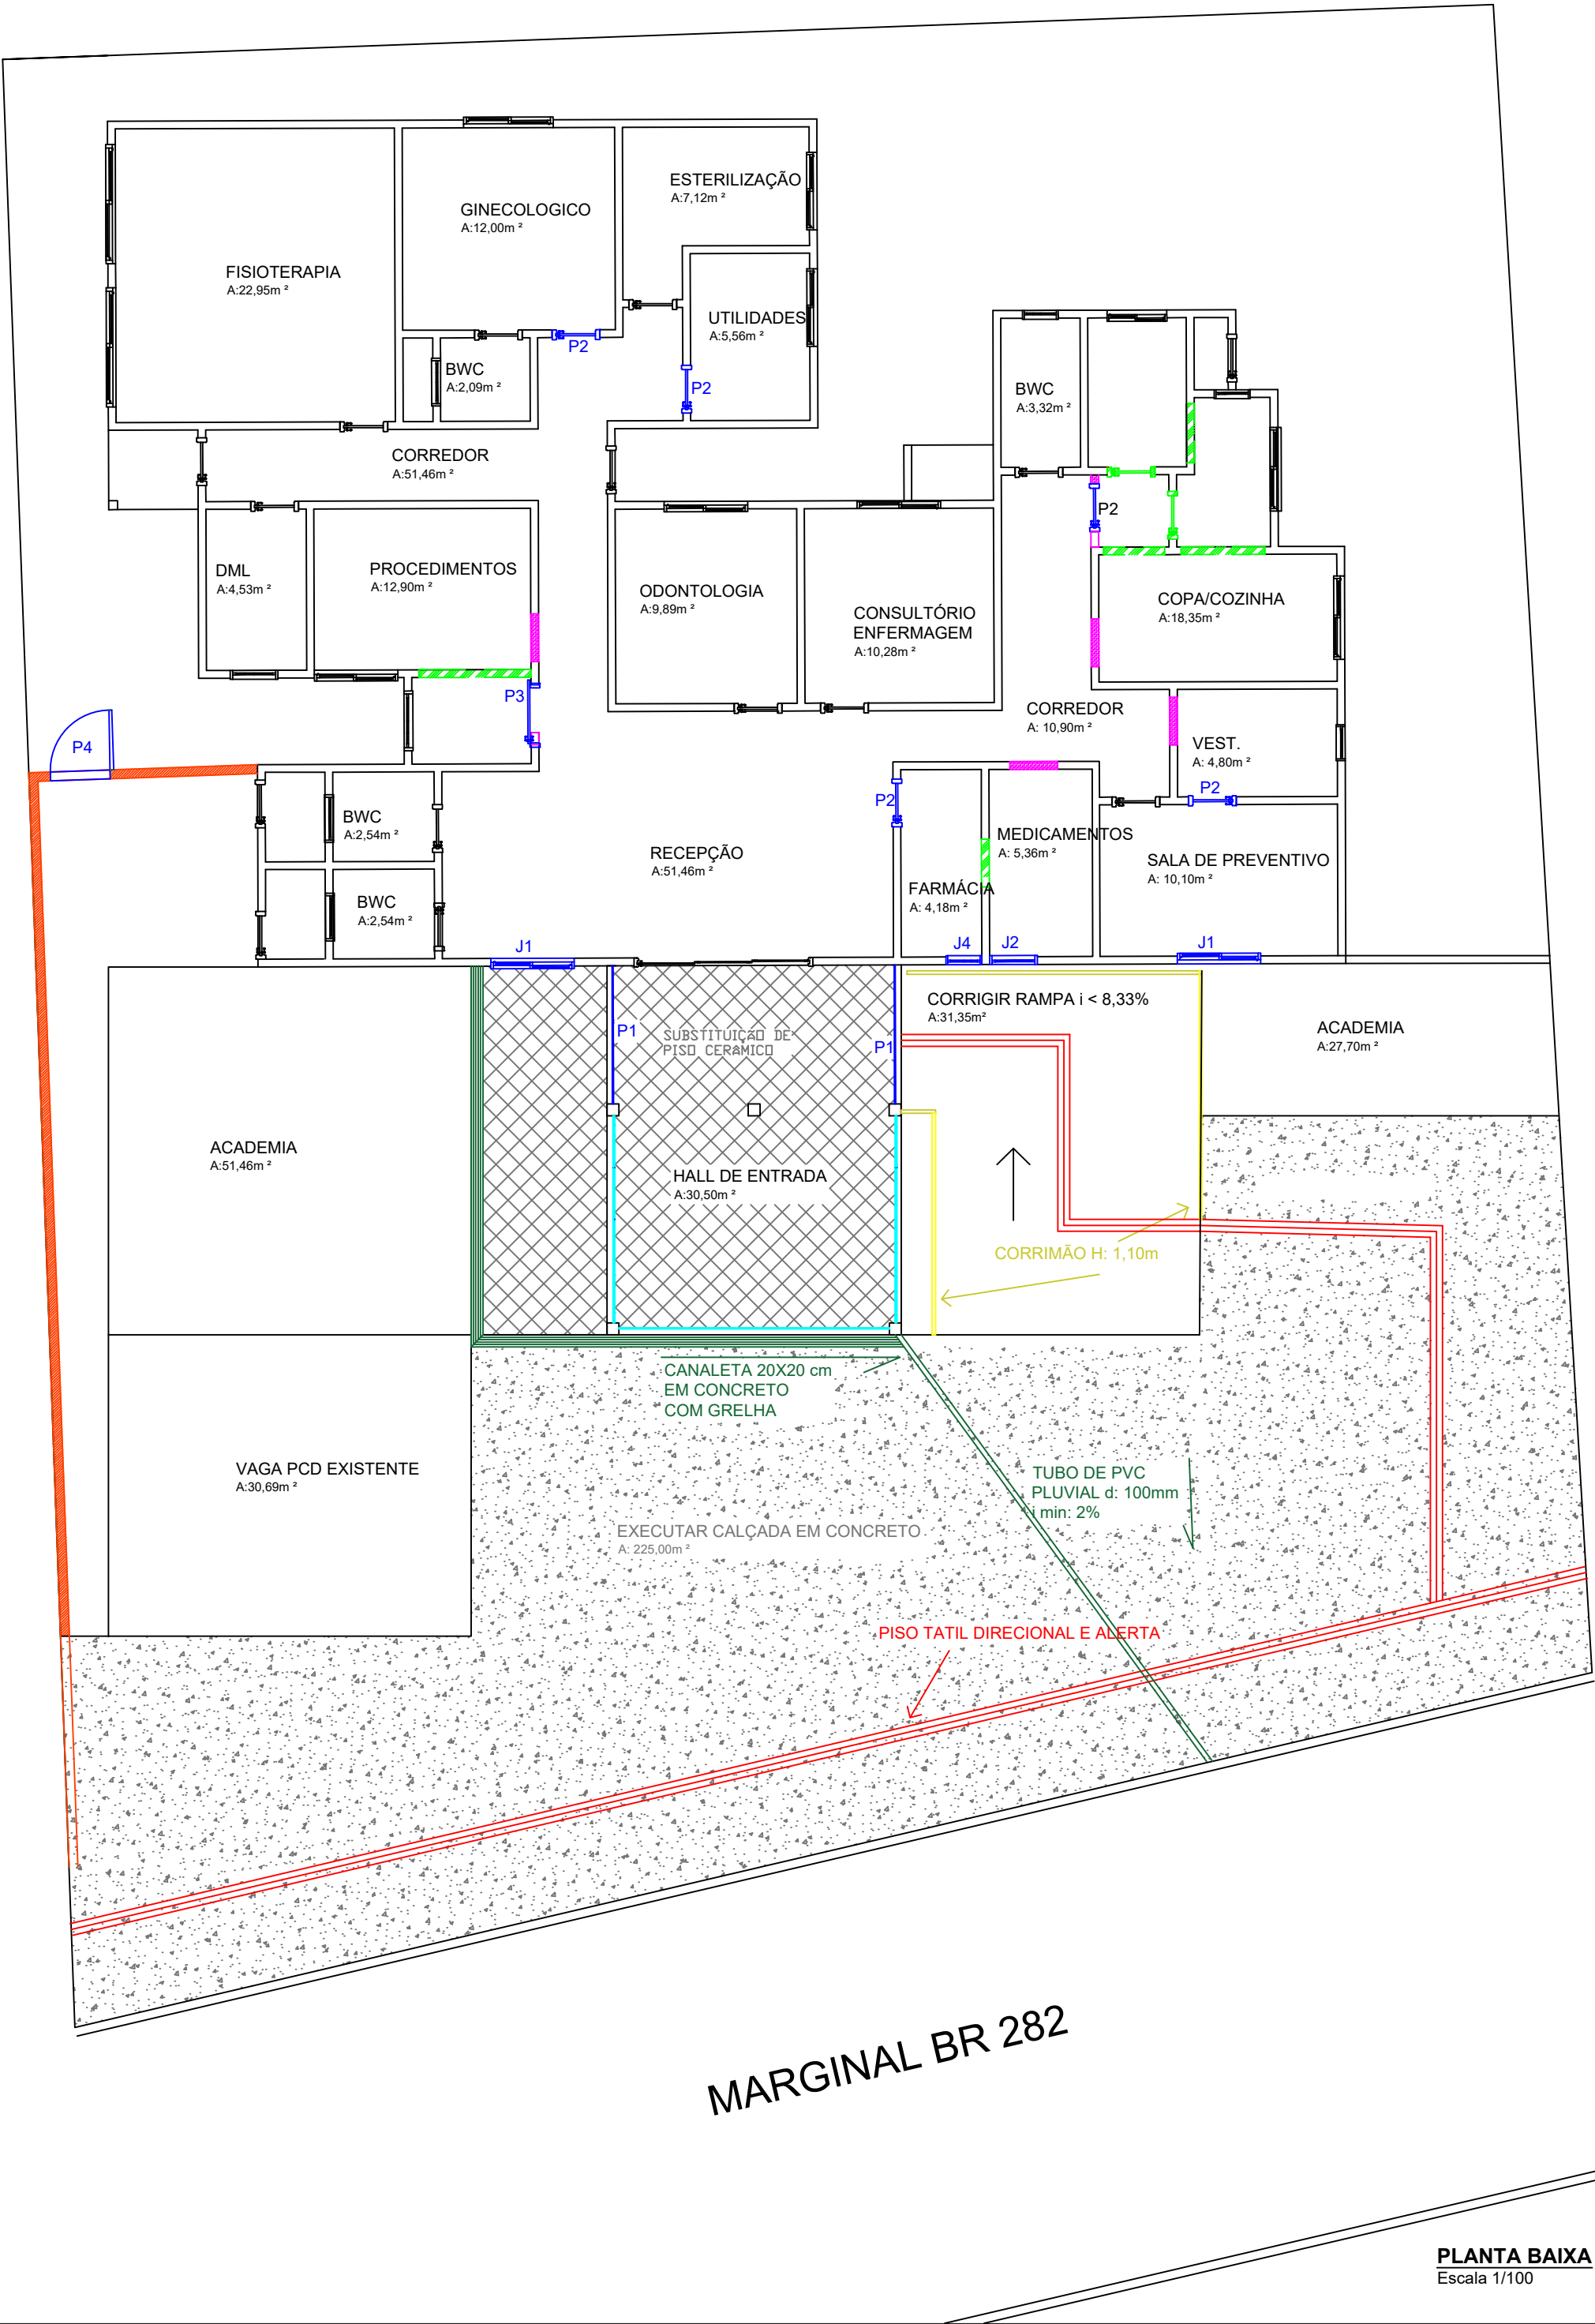 ESTERILIZAÇÃO
A:7,12m ²
GINECOLOGICO
A:12,00m ²
FISIOTERAPIA
A:22,95m ²
UTILIDADES
A:5,56m ²
P2
BWC
A:2,09m ²
P2
BWC
A:3,32m ²
CORREDOR
A:51,46m ²
P2
DML
A:4,53m ²
PROCEDIMENTOS
A:12,90m ²
ODONTOLOGIA
A:9,89m ²
CONSULTÓRIO
ENFERMAGEM
A:10,28m ²
COPA/COZINHA
A:18,35m ²
P3
CORREDOR
A: 10,90m ²
P4
VEST.
A: 4,80m ²
P2
P2
BWC
A:2,54m ²
MEDICAMENTOS
A: 5,36m ²
RECEPÇÃO
A:51,46m ²
SALA DE PREVENTIVO
A: 10,10m ²
FARMÁCIA
A: 4,18m ²
BWC
A:2,54m ²
J1
J4
J2
J1
CORRIGIR RAMPA i < 8,33%
A:31,35m²
P1
SUBSTITUIÇÃO DE
PISO CERÂMICO
P1
ACADEMIA
A:27,70m ²
ACADEMIA
A:51,46m ²
HALL DE ENTRADA
A:30,50m ²
CORRIMÃO H: 1,10m
CANALETA 20X20 cm
EM CONCRETO
COM GRELHA
VAGA PCD EXISTENTE
A:30,69m ²
TUBO DE PVC
PLUVIAL d: 100mm
i min: 2%
EXECUTAR CALÇADA EM CONCRETO
A: 225,00m ²
PISO TATIL DIRECIONAL E ALERTA
MARGINAL BR 282
PLANTA BAIXA
Escala 1/100